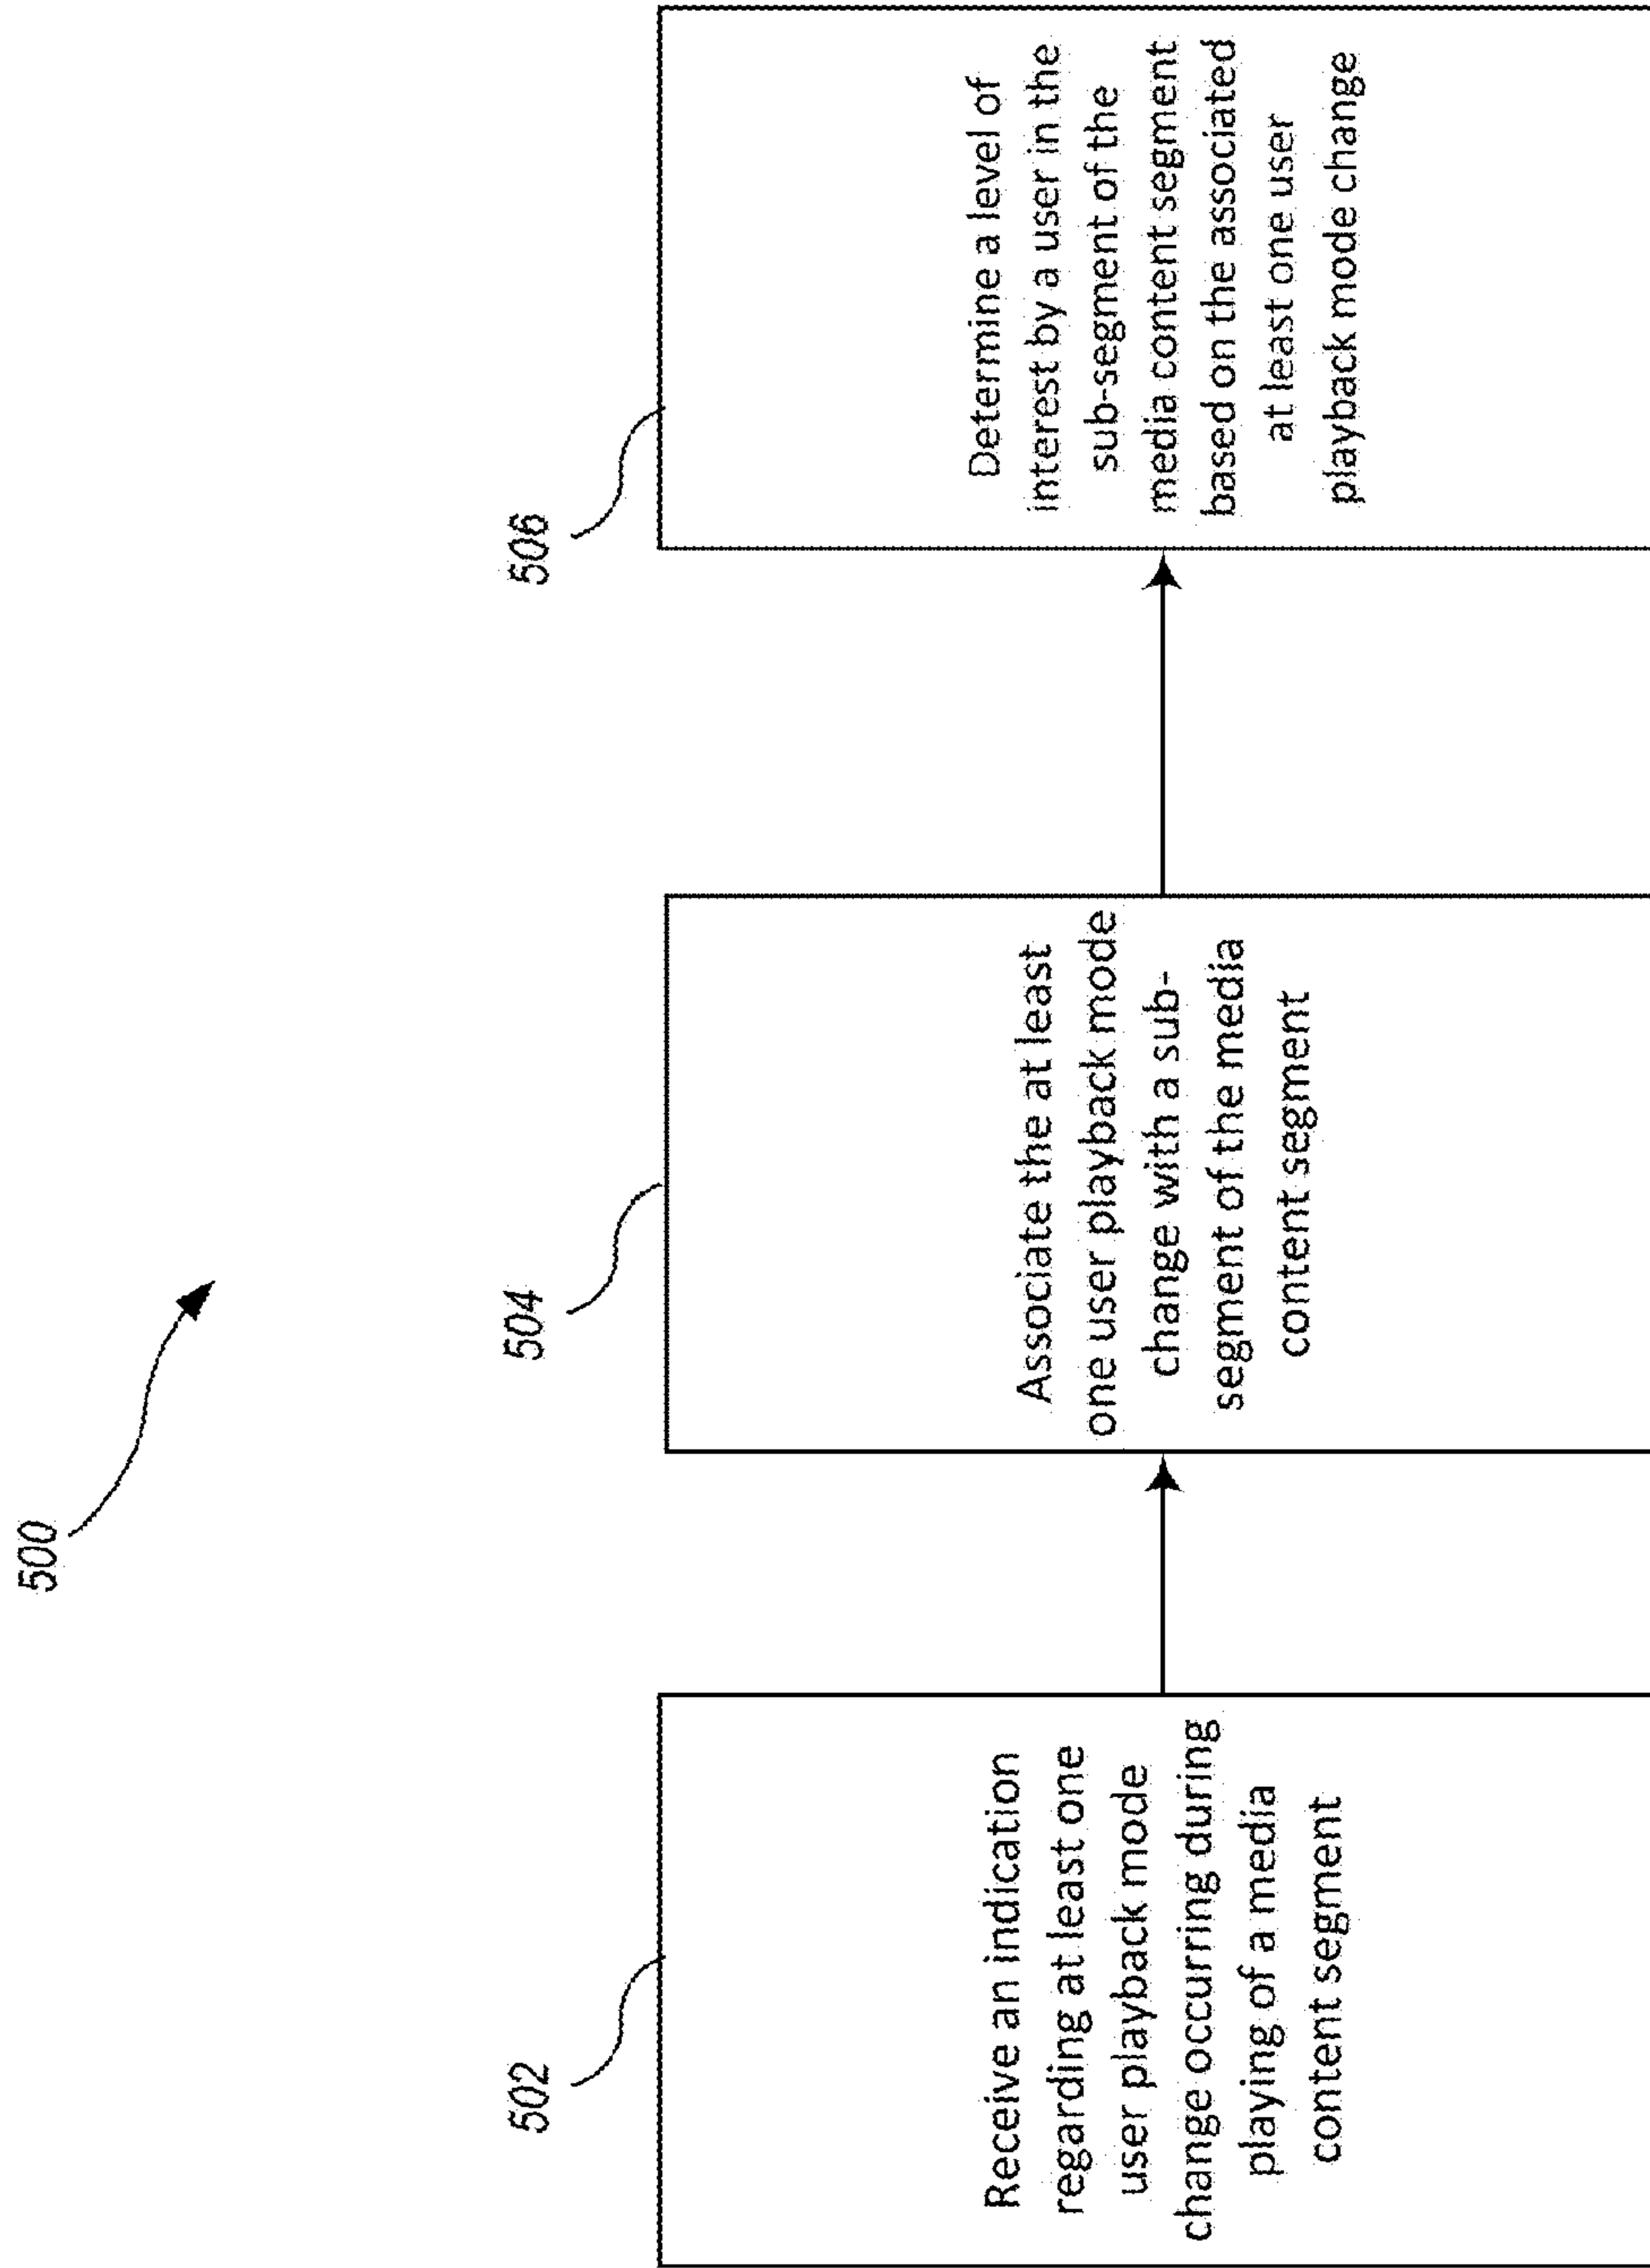 500
502
Receive an indication
regarding at least one
user playback mode
change occurring during
playing of a media
content segment
504
Associate the at least
one user playback mode
change with a sub-
segment of the media
content segment
506
Determine a level of
interest by a user in the
sub-segment of the
media content segment
based on the associated
at least one user
playback mode change